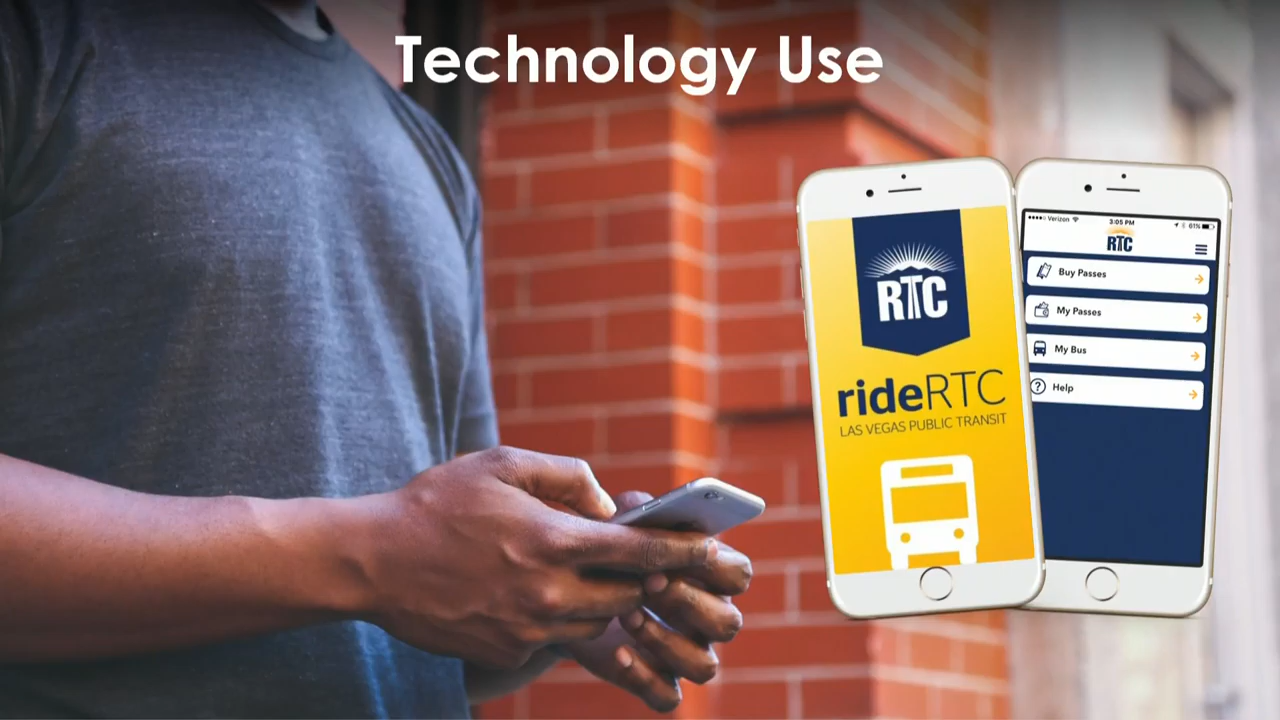 Technology Use
RTC
rideRTC
LAS VEGAS PUBLIC TRANSIT
Verizon
3:05 PM
61%
RTC
Buy Passes
My Passes
My Bus
Help